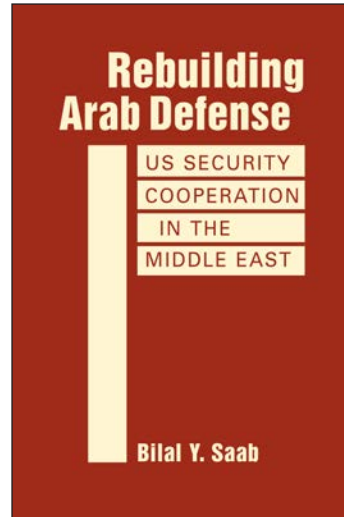 Rebuilding
Arab Defense
US SECURITY
COOPERATION
IN THE
MIDDLE EAST
Bilal Y. Saab